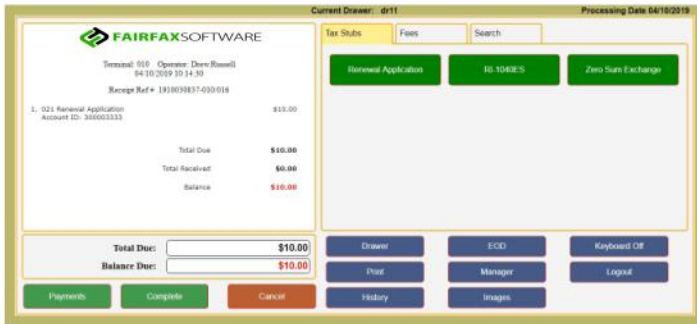 Current Drawer: dr11 Processing Date 04/10/2019
FAIRFAXSOFTWARE
Terminal: 010 Operator: Drew Russell
04/10/2019 10:14:30
Receipt Ref # 1910030837-010/016
1. 021 Renewal Application $10.00
Account ID: 300003333
Total Due $10.00
Total Received $0.00
Balance $10.00
Total Due: $10.00
Balance Due: $10.00
Payments Complete Cancel
Tax Stubs Fees Search
Renewal Application RI-1040ES Zero Sum Exchange
Drawer EOD Keyboard Off
Print Manager Logout
History Images